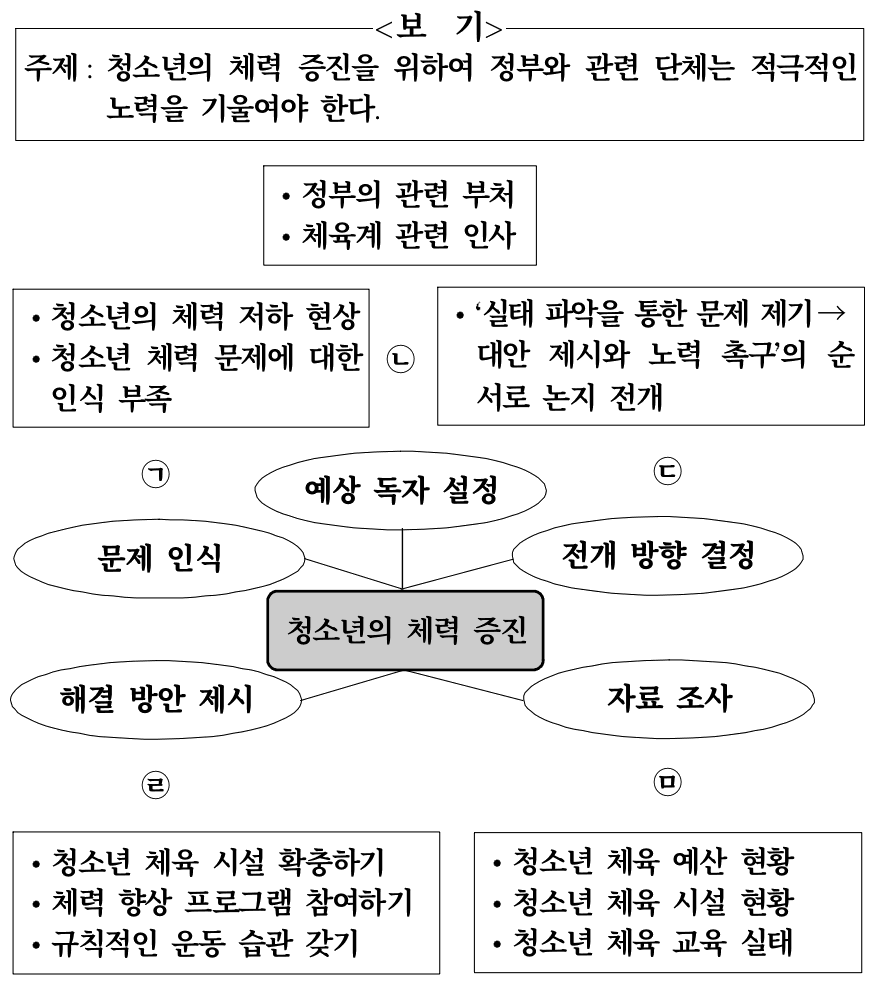 <보 기>
주제 : 청소년의 체력 증진을 위하여 정부와 관련 단체는 적극적인
노력을 기울여야 한다.
• 정부의 관련 부처
• 체육계 관련 인사
• 청소년의 체력 저하 현상
• 청소년 체력 문제에 대한
인식 부족
㉡
• ‘실태 파악을 통한 문제 제기→
대안 제시와 노력 촉구’의 순
서로 논지 전개
㉠
㉢
예상 독자 설정
문제 인식
전개 방향 결정
청소년의 체력 증진
해결 방안 제시
자료 조사
㉣
㉤
• 청소년 체육 시설 확충하기
• 체력 향상 프로그램 참여하기
• 규칙적인 운동 습관 갖기
• 청소년 체육 예산 현황
• 청소년 체육 시설 현황
• 청소년 체육 교육 실태